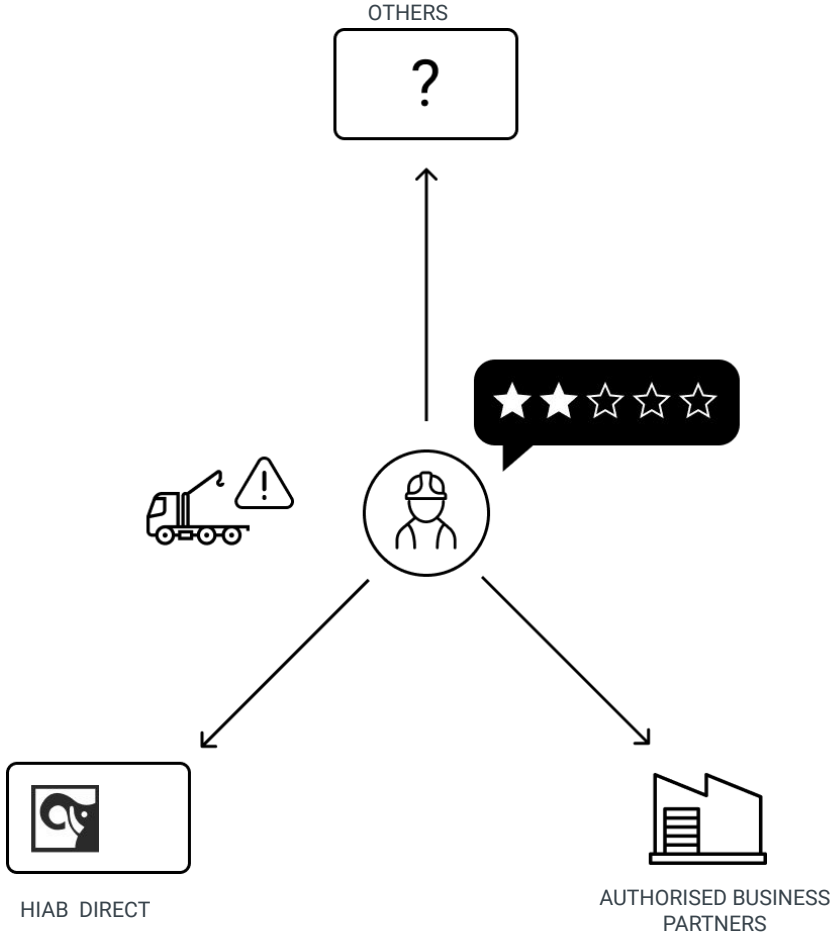 OTHERS
?
!
HIAB DIRECT
AUTHORISED BUSINESS
PARTNERS